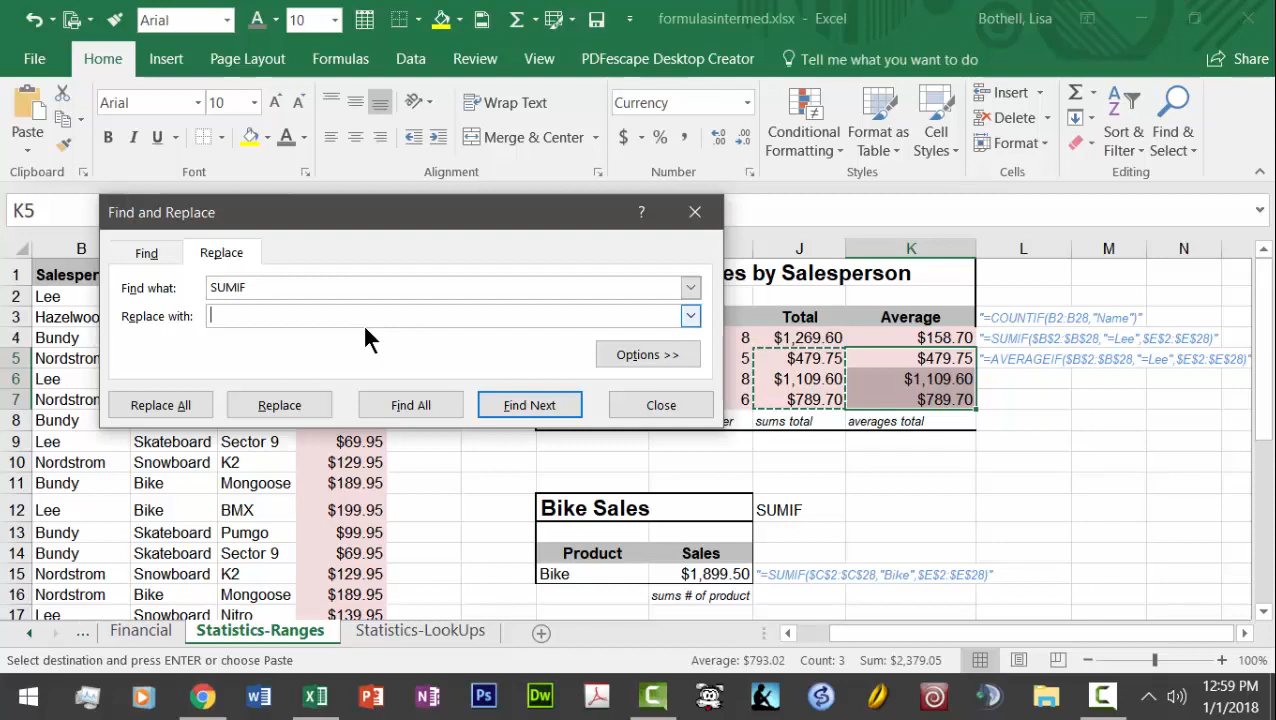 Arial
10
formulasintermed.xlsx - Excel
Bothell, Lisa
File
Home
Insert
Page Layout
Formulas
Data
Review
View
PDFescape Desktop Creator
Tell me what you want to do
Share
Paste
Arial
10
B I U
Wrap Text
Merge & Center
Currency
$ % ,
Conditional Formatting
Format as Table
Cell Styles
Insert
Delete
Format
Sort & Filter
Find & Select
Clipboard
Font
Alignment
Number
Styles
Cells
Editing
K5
Find and Replace
?
Find
Replace
Find what: SUMIF
Replace with:
Options >>
Replace All
Replace
Find All
Find Next
Close
B J K L M N
1 Salesper es by Salesperson
2 Lee
3 Hazelwoo Total Average "=COUNTIF(B2:B28,"Name")"
4 Bundy 8 $1,269.60 $158.70 "=SUMIF($B$2:$B$28,"=Lee",$E$2:$E$28)"
5 Nordstrom 5 $479.75 $479.75 "=AVERAGEIF($B$2:$B$28,"=Lee",$E$2:$E$28)"
6 Lee 8 $1,109.60 $1,109.60
7 Nordstrom 6 $789.70 $789.70
8 Bundy er sums total averages total
9 Lee Skateboard Sector 9 $69.95
10 Nordstrom Snowboard K2 $129.95
11 Bundy Bike Mongoose $189.95
12 Lee Bike BMX $199.95 Bike Sales SUMIF
13 Bundy Skateboard Pumgo $99.95
14 Bundy Skateboard Sector 9 $69.95 Product Sales
15 Nordstrom Snowboard K2 $129.95 Bike $1,899.50 "=SUMIF($C$2:$C$28,"Bike",$E$2:$E$28)"
16 Nordstrom Bike Mongoose $189.95 sums # of product
17 Lee Snowboard Nitro $139.95
... Financial Statistics-Ranges Statistics-LookUps
Select destination and press ENTER or choose Paste
Average: $793.02 Count: 3 Sum: $2,379.05
100%
12:59 PM
1/1/2018